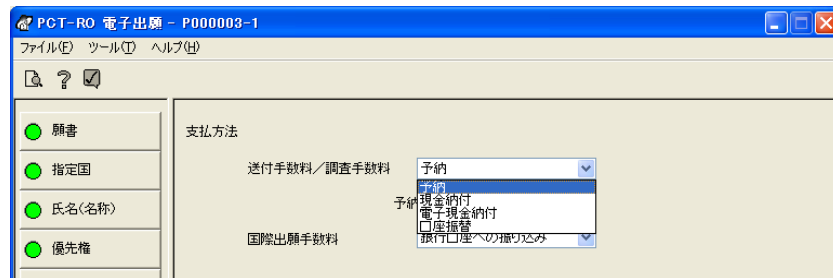 PCT-RO 電子出願 - P000003-1
ファイル(F) ツール(T) ヘルプ(H)
願書
支払方法
指定国
送付手数料／調査手数料 予納
予納
現金納付
氏名(名称)
予納
電子現金納付
口座振替
優先権
国際出願手数料 銀行口座への振り込み